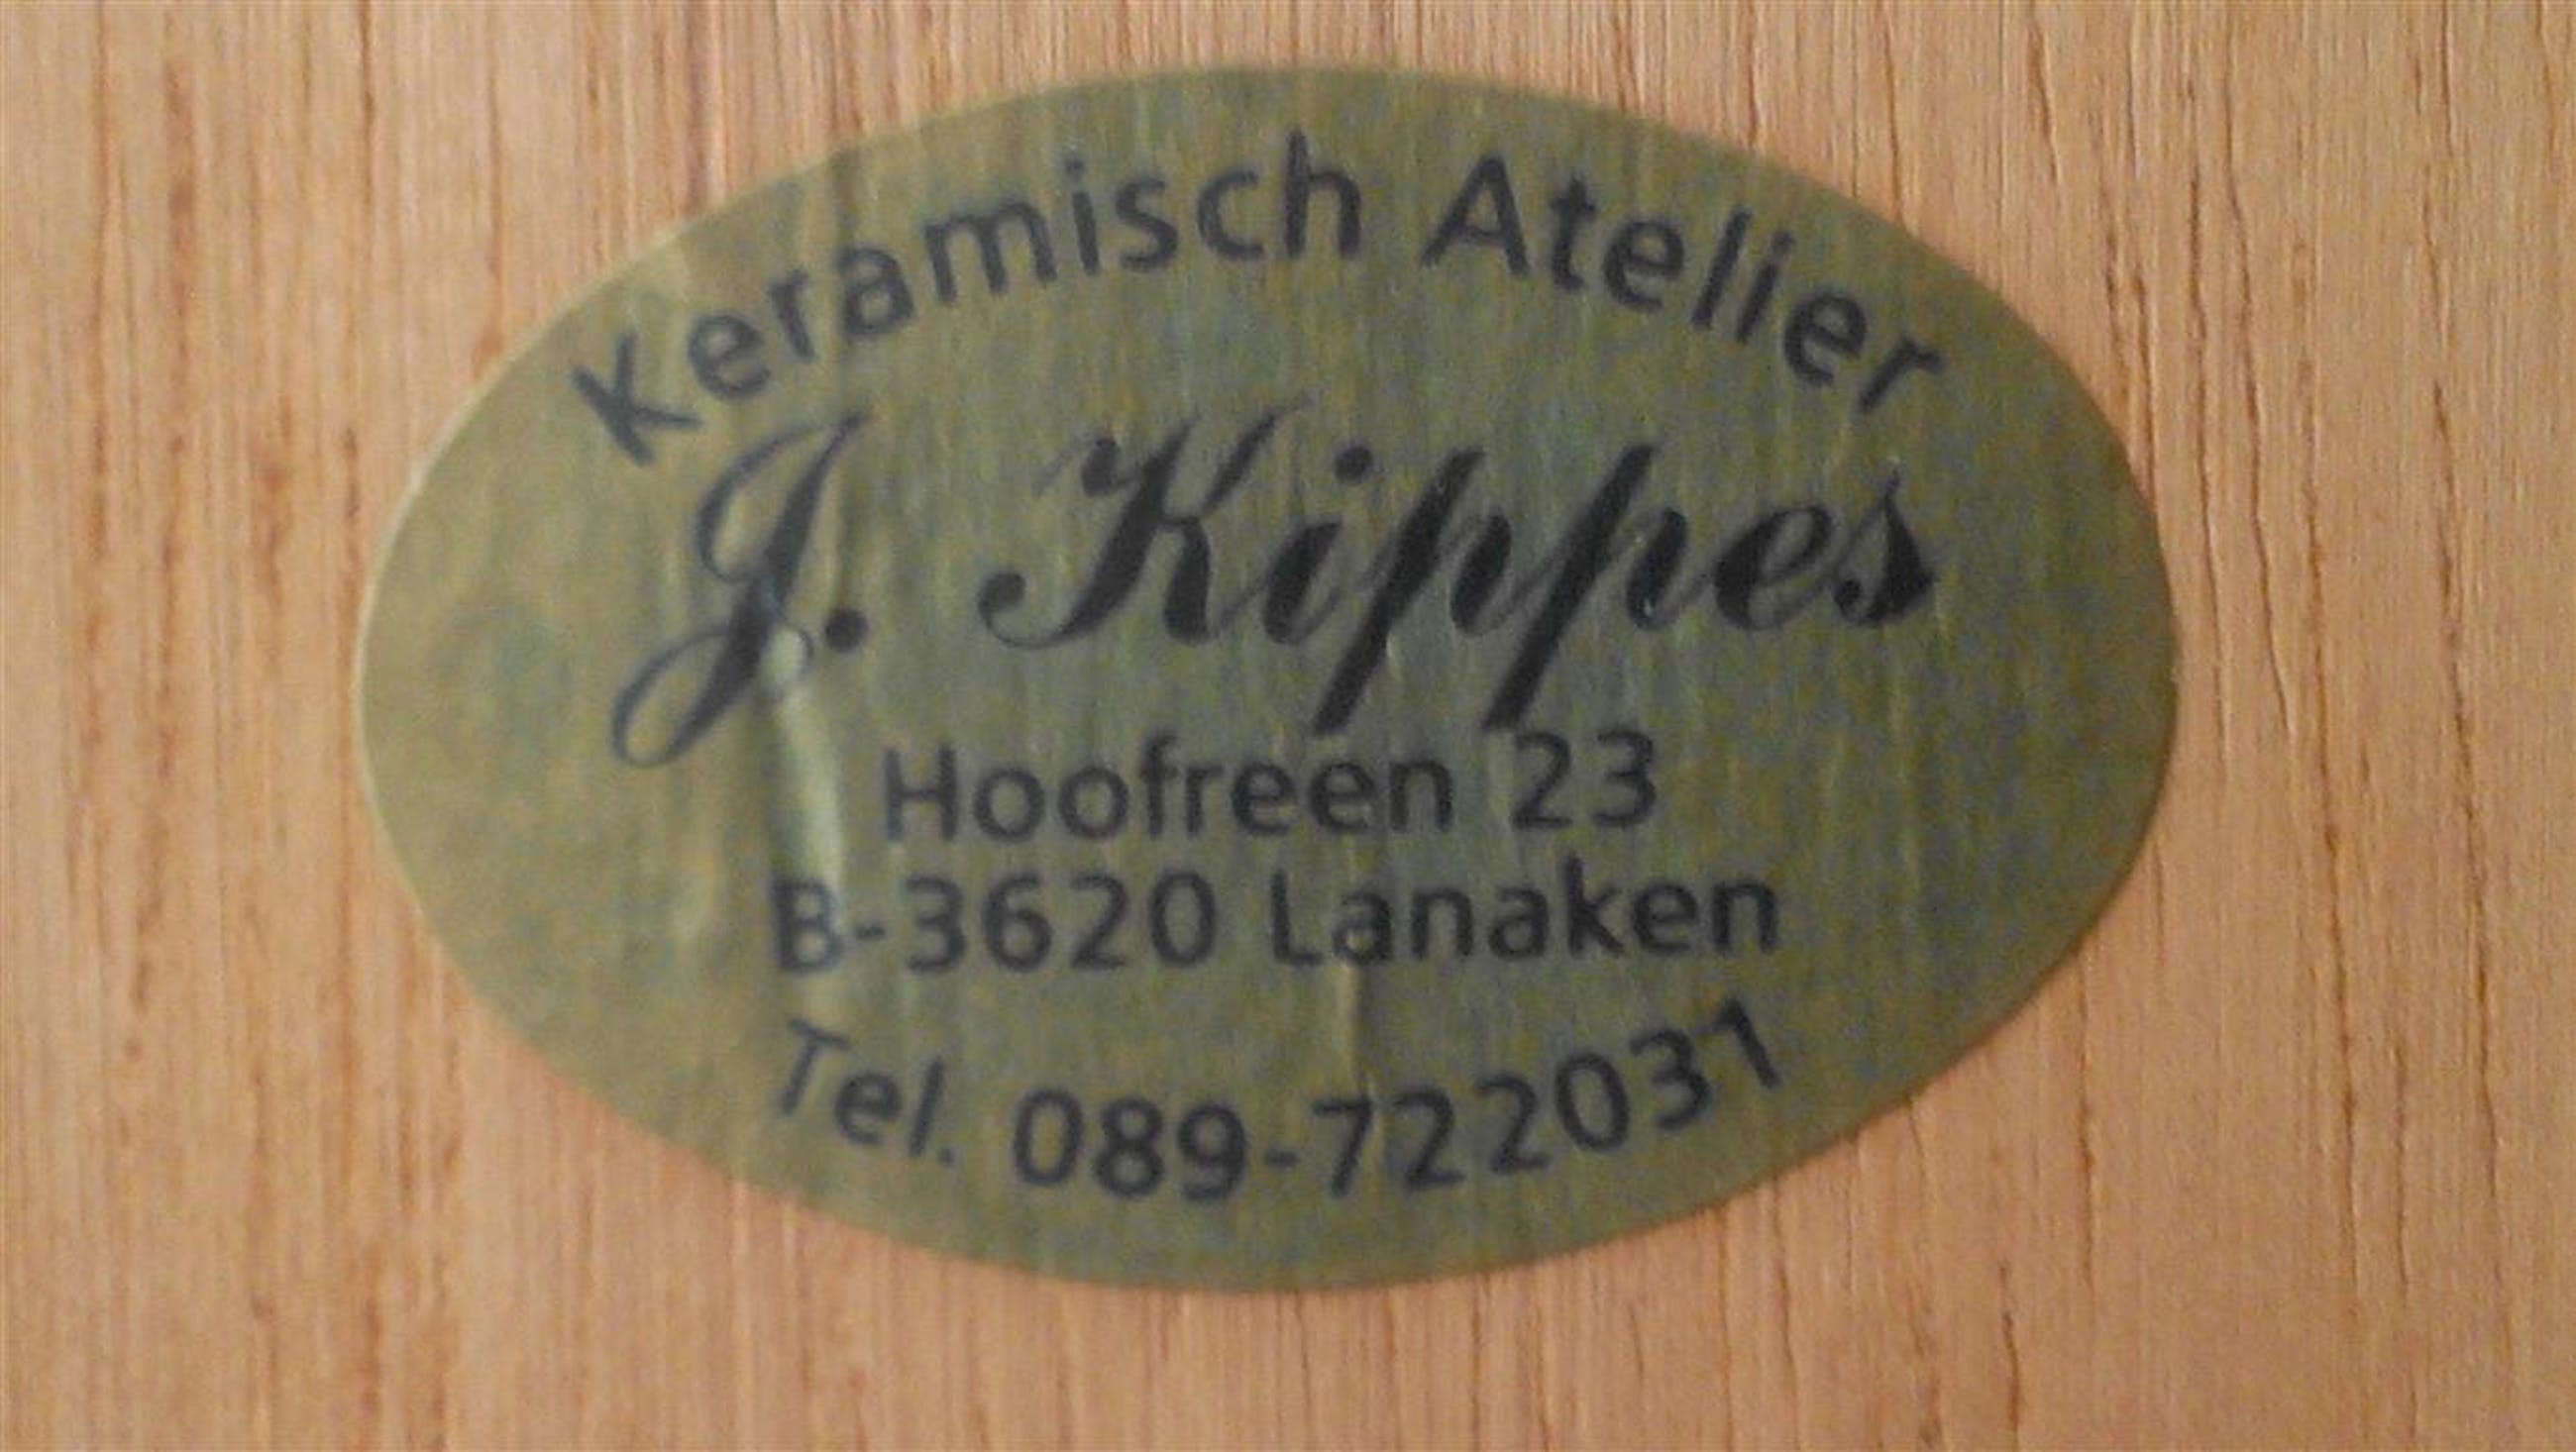 Keramisch Atelier
J. Kippes
Hoofreen 23
B-3620 Lanaken
Tel. 089-722031